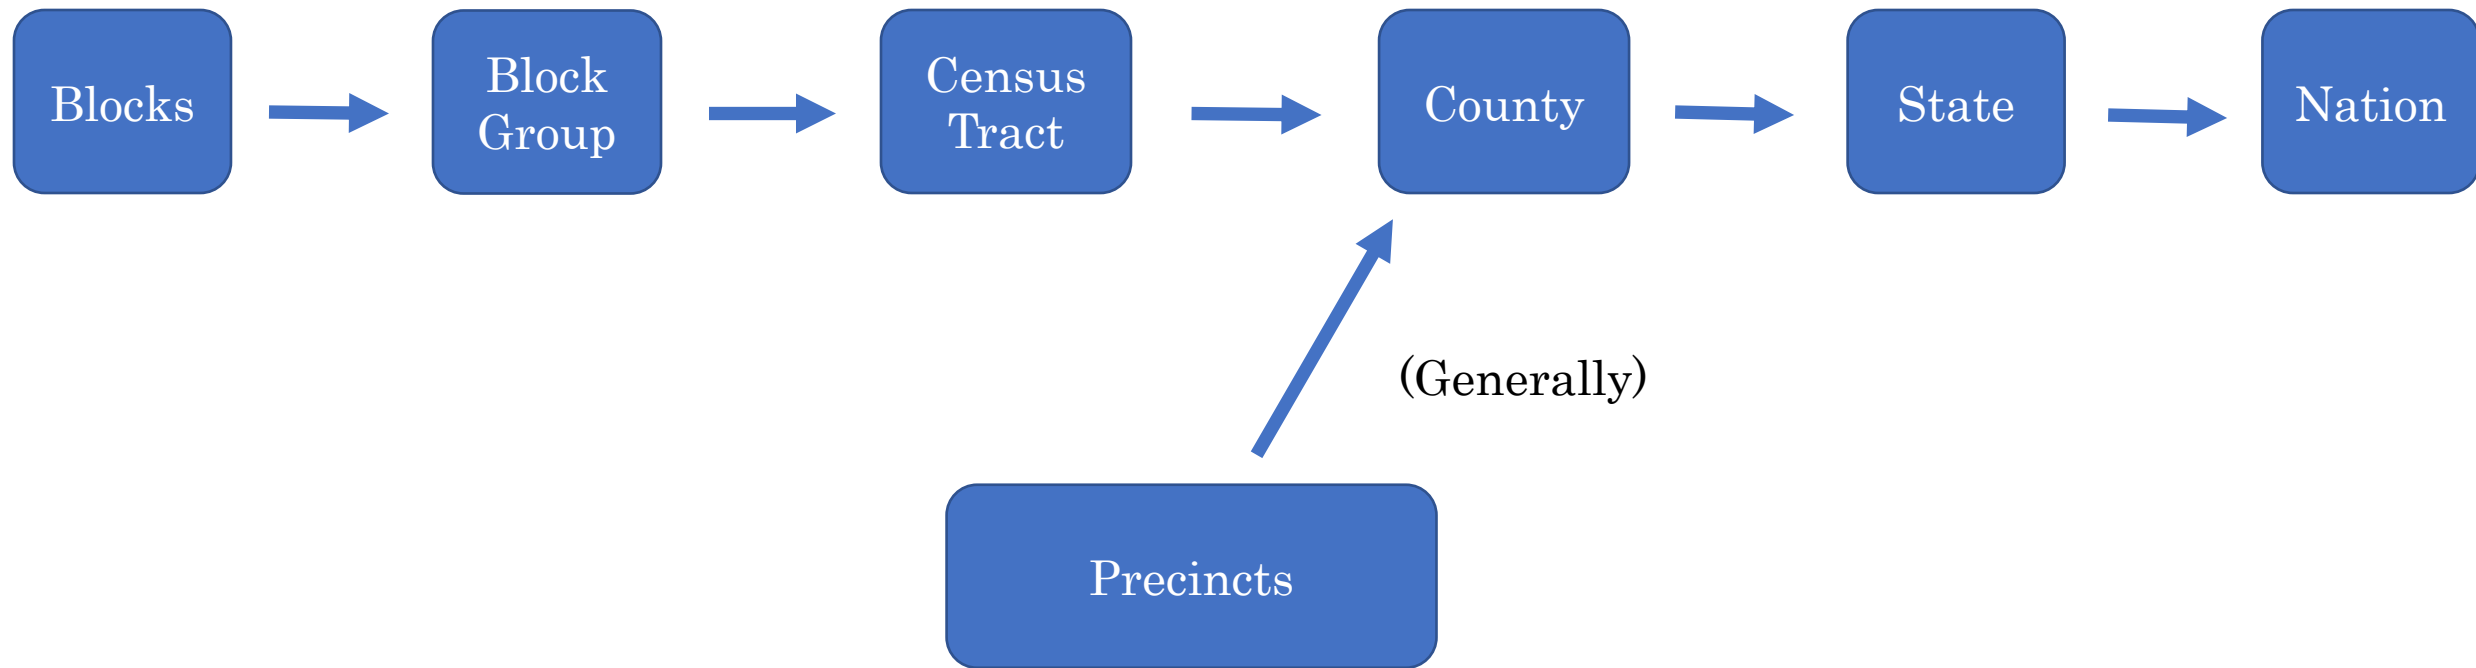 Blocks
Block
Group
Census
Tract
County
State
Nation
(Generally)
Precincts